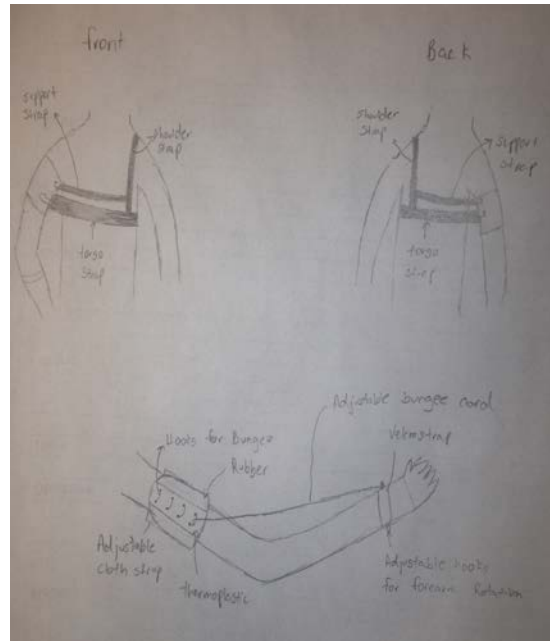 front
Back
support
strap
shoulder
strap
shoulder
strap
support
strap
torso
strap
torso
strap
Adjustable bungee cord
Hooks for Bungee
Velcro strap
Rubber
Adjustable
cloth strap
thermoplastic
Adjustable hooks
for forearm Rotation